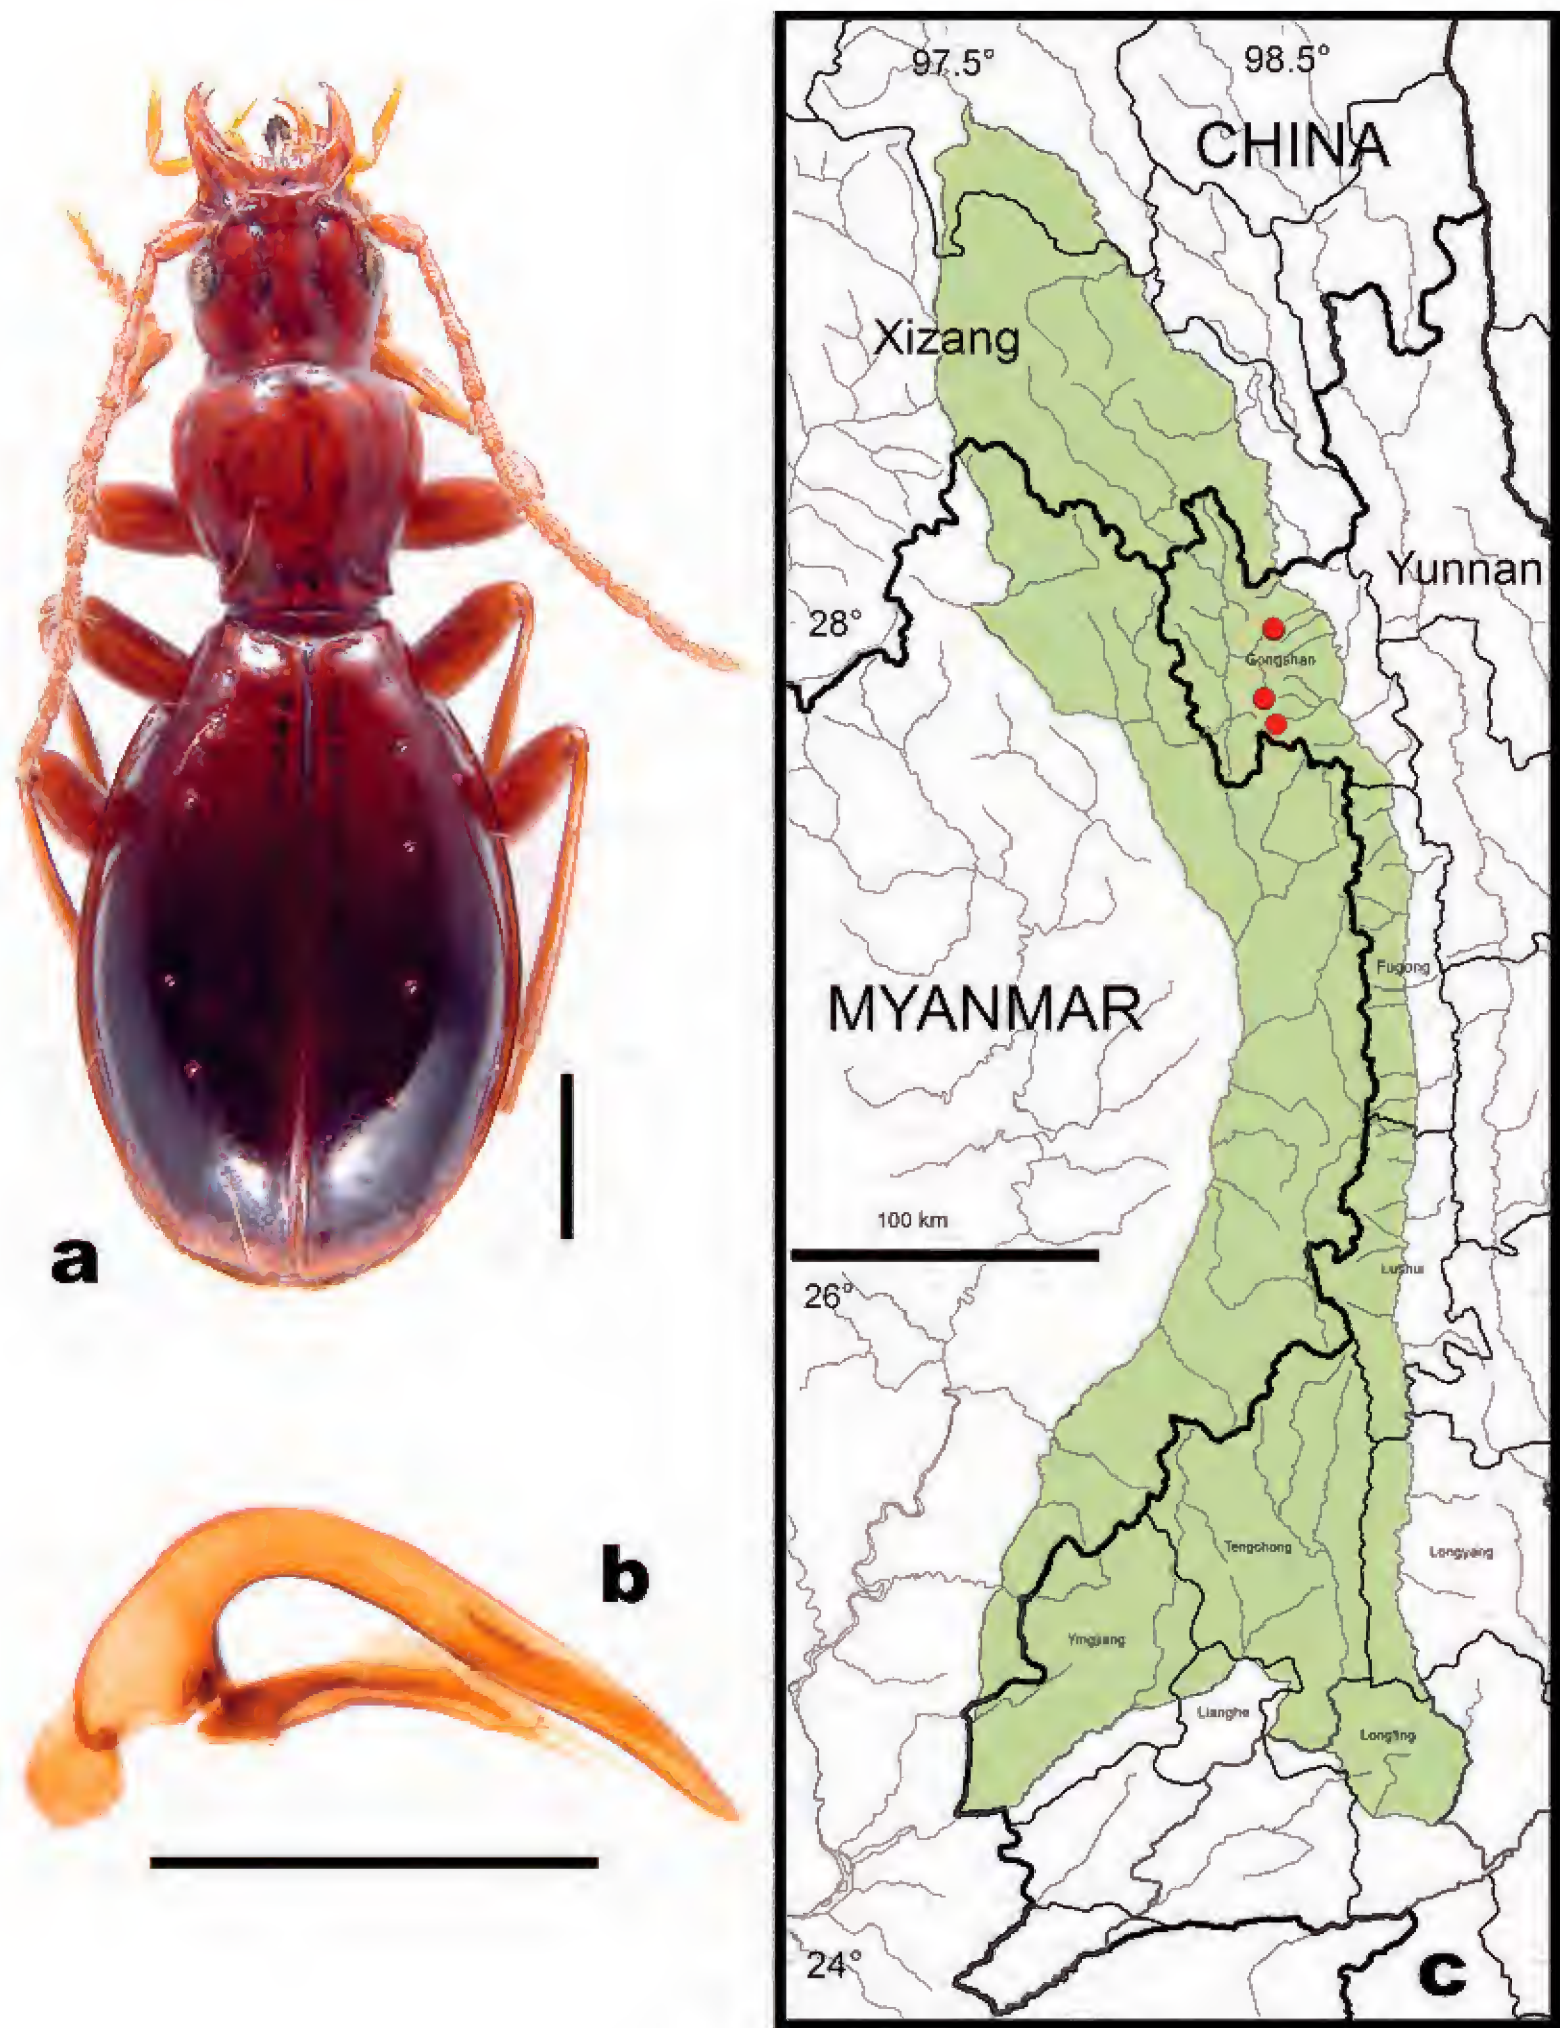 97.5°
98.5°
CHINA
Xizang
Yunnan
28°
Gongshan
Fugong
MYANMAR
100 km
a
Lushui
26°
b
Tengchong
Longyang
Yingjiang
Lianghe
Longling
24°
c